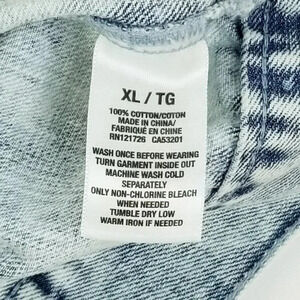 XL / TG
100% COTTON/COTON
MADE IN CHINA/
FABRIQUÉ EN CHINE
RN121726 CA53201
WASH ONCE BEFORE WEARING
TURN GARMENT INSIDE OUT
MACHINE WASH COLD
SEPARATELY
ONLY NON-CHLORINE BLEACH
WHEN NEEDED
TUMBLE DRY LOW
WARM IRON IF NEEDED